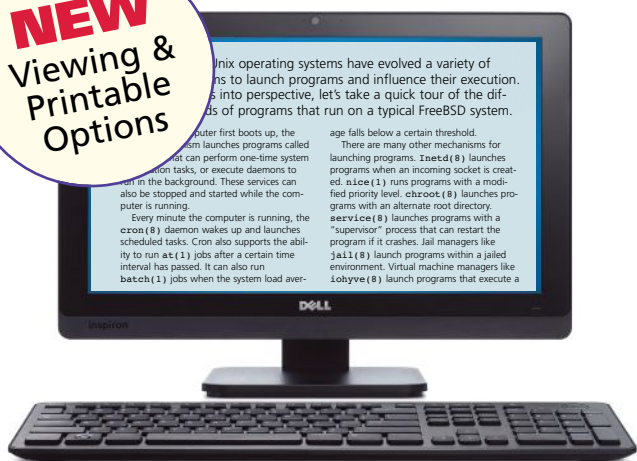 NEW
Viewing &
Printable
Options
Unix operating systems have evolved a variety of
to launch programs and influence their execution.
into perspective, let's take a quick tour of the dif-
of programs that run on a typical FreeBSD system.
first boots up, the
launches programs called
can perform one-time system
tasks, or execute daemons to
run in the background. These services can
also be stopped and started while the com-
puter is running.
Every minute the computer is running, the
cron(8) daemon wakes up and launches
scheduled tasks. Cron also supports the abil-
ity to run at(1) jobs after a certain time
interval has passed. It can also run
batch(1) jobs when the system load aver-
age falls below a certain threshold.
There are many other mechanisms for
launching programs. Inetd(8) launches
programs when an incoming socket is creat-
ed. nice(1) runs programs with a modi-
fied priority level. chroot(8) launches pro-
grams with an alternate root directory.
service(8) launches programs with a
"supervisor" process that can restart the
program if it crashes. Jail managers like
jail(8) launch programs within a jailed
environment. Virtual machine managers like
iohyve(8) launch programs that execute a
DELL
inspiron